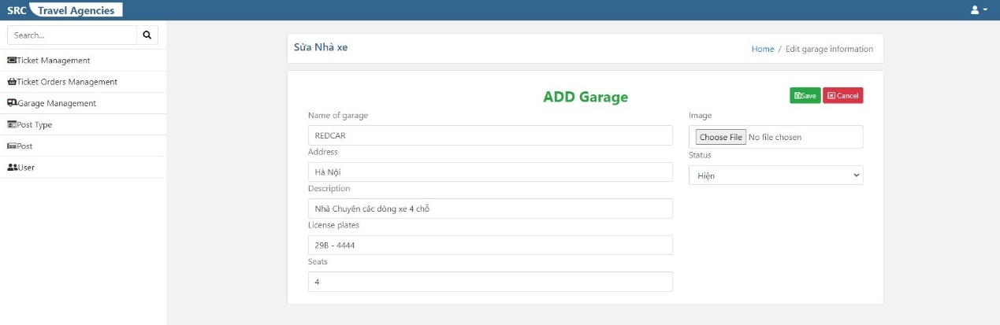 SRC Travel Agencies
Search...
Ticket Management
Ticket Orders Management
Garage Management
Post Type
Post
User
Sửa Nhà xe
Home / Edit garage information
ADD Garage
Save Cancel
Name of garage
REDCAR
Address
Hà Nội
Description
Nhà Chuyên các dòng xe 4 chỗ
License plates
29B - 4444
Seats
4
Image
Choose File No file chosen
Status
Hiện